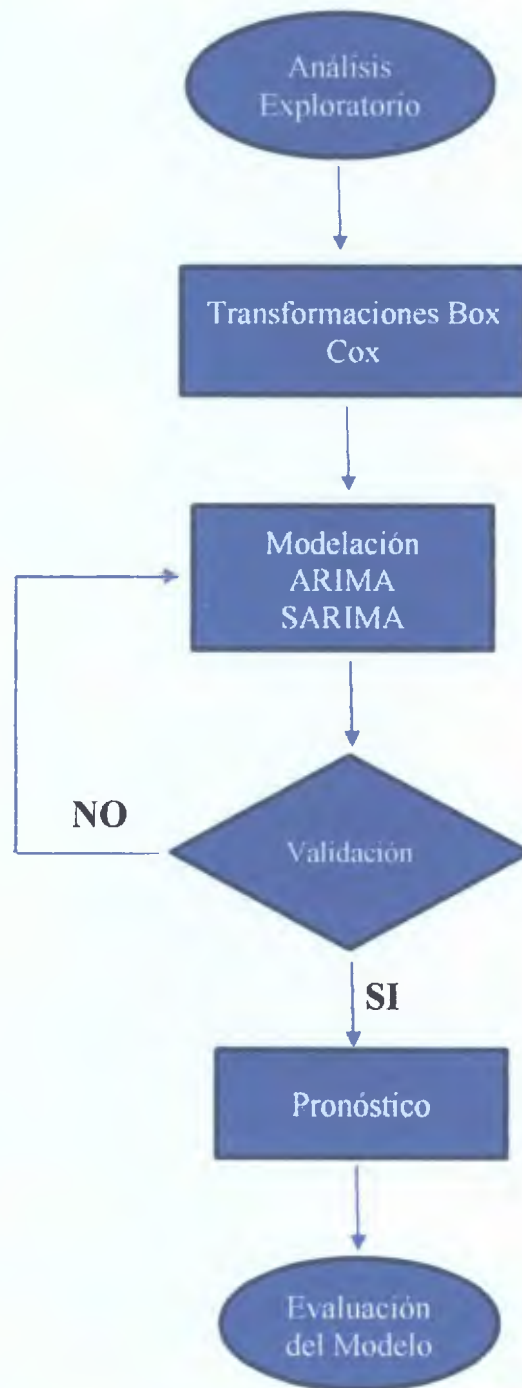 Análisis
Exploratorio
Transformaciones Box
Cox
Modelación
ARIMA
SARIMA
NO
Validación
SI
Pronóstico
Evaluación
del Modelo